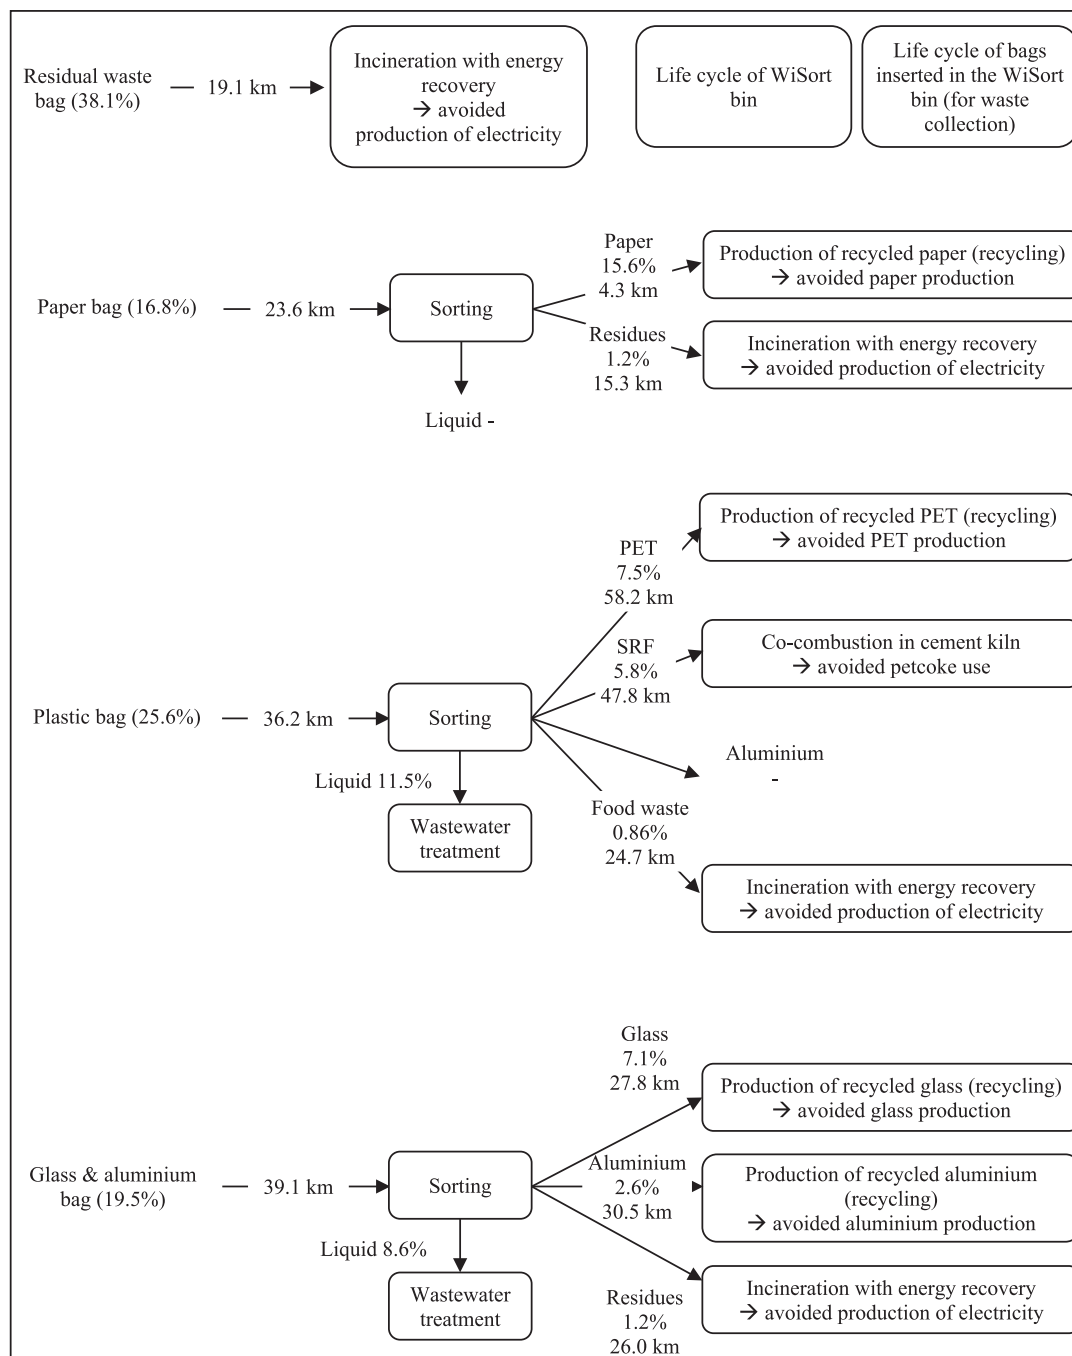 Residual waste
bag (38.1%)
19.1 km
Incineration with energy
recovery
→ avoided
production of electricity
Life cycle of WiSort
bin
Life cycle of bags
inserted in the WiSort
bin (for waste
collection)
Paper bag (16.8%)
23.6 km
Sorting
Liquid -
Paper
15.6%
4.3 km
Production of recycled paper (recycling)
→ avoided paper production
Residues
1.2%
15.3 km
Incineration with energy recovery
→ avoided production of electricity
Plastic bag (25.6%)
36.2 km
Sorting
Liquid 11.5%
Wastewater
treatment
PET
7.5%
58.2 km
Production of recycled PET (recycling)
→ avoided PET production
SRF
5.8%
47.8 km
Co-combustion in cement kiln
→ avoided petcoke use
Aluminium
-
Food waste
0.86%
24.7 km
Incineration with energy recovery
→ avoided production of electricity
Glass & aluminium
bag (19.5%)
39.1 km
Sorting
Liquid 8.6%
Wastewater
treatment
Glass
7.1%
27.8 km
Production of recycled glass (recycling)
→ avoided glass production
Aluminium
2.6%
30.5 km
Production of recycled aluminium
(recycling)
→ avoided aluminium production
Residues
1.2%
26.0 km
Incineration with energy recovery
→ avoided production of electricity